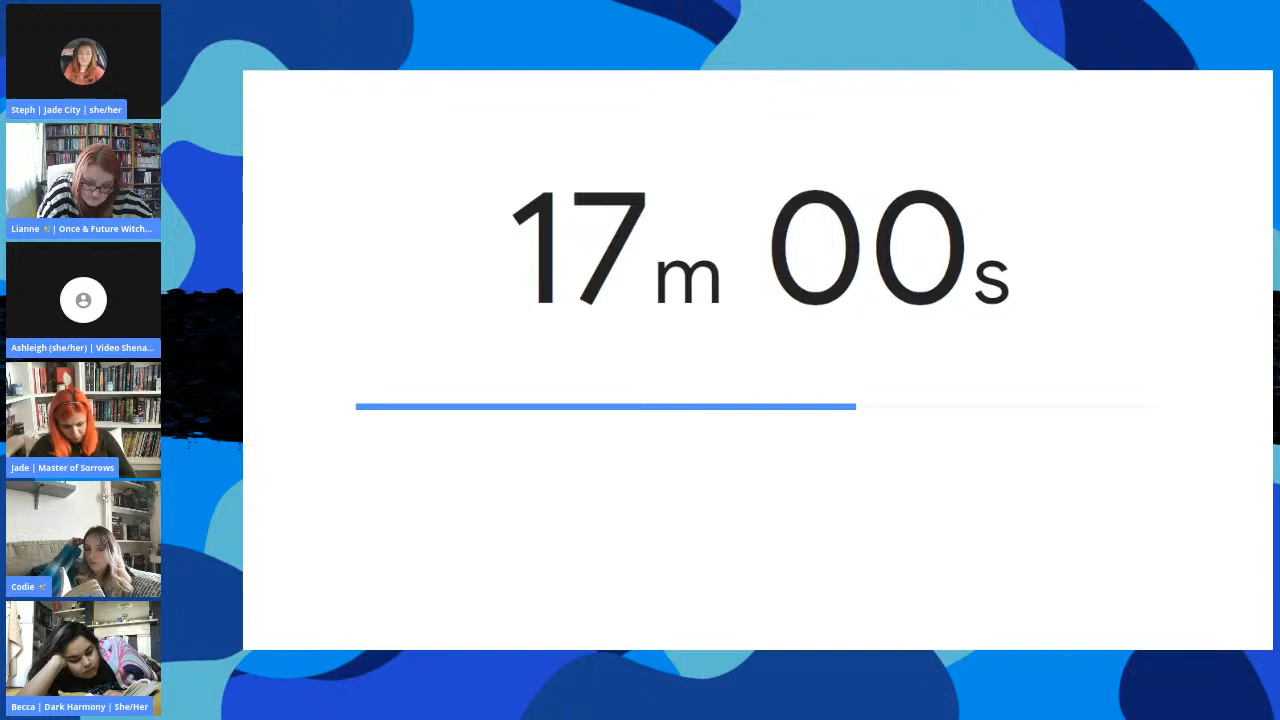 Steph | Jade City | she/her
Lianne ✨ | Once & Future Witch...
Ashleigh (she/her) | Video Shena...
Jade | Master of Sorrows
Codie ✨
Becca | Dark Harmony | She/Her
17m 00s